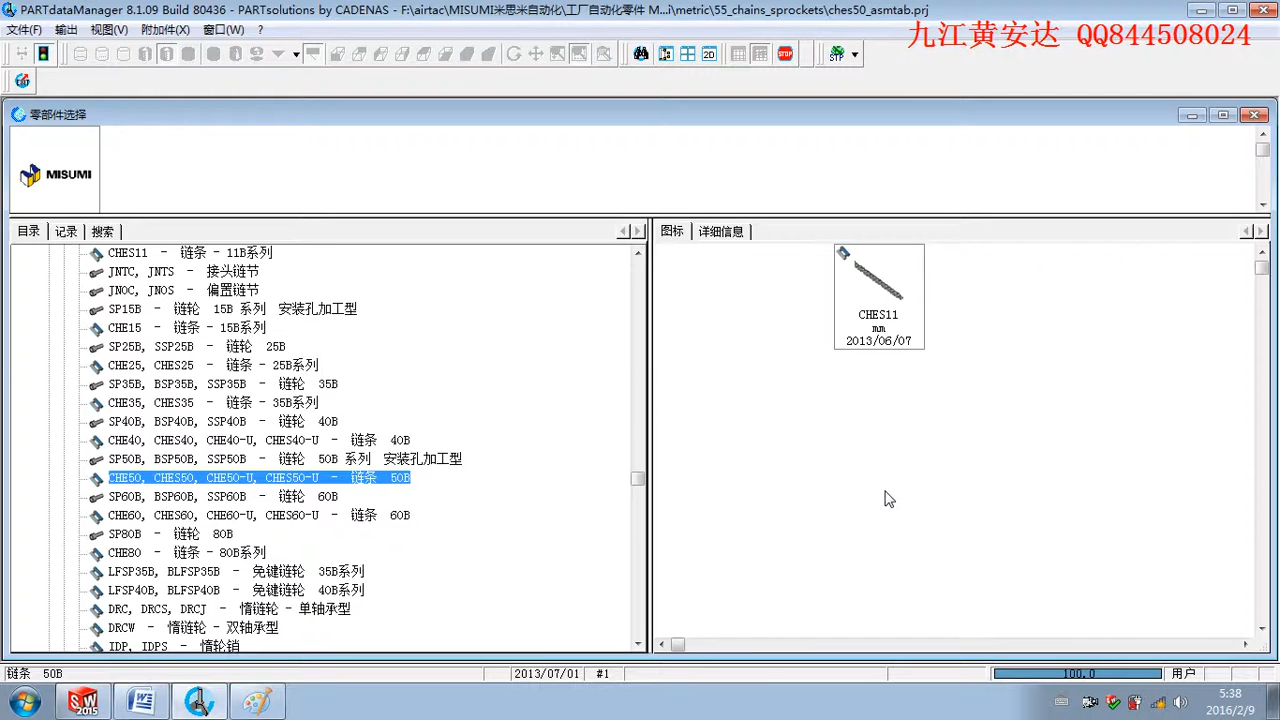 PARTdataManager 8.1.09 Build 80436 - PARTsolutions by CADENAS - F:\airtac\MISUMI米思米自动化\工厂自动化零件 M...i\metric\55_chains_sprockets\ches50_asmtab.prj
文件(F) 输出 视图(V) 附加件(X) 窗口(W) ?
九江黄安达 QQ844508024
2D STOP STP
零部件选择
MISUMI
目录 记录 搜索
图标 详细信息
CHES11 - 链条 - 11B系列
JNTC, JNTS - 接头链节
JNOC, JNOS - 偏置链节
SP15B - 链轮 15B 系列 安装孔加工型
CHE15 - 链条 - 15B系列
SP25B, SSP25B - 链轮 25B
CHE25, CHES25 - 链条 - 25B系列
SP35B, BSP35B, SSP35B - 链轮 35B
CHE35, CHES35 - 链条 - 35B系列
SP40B, BSP40B, SSP40B - 链轮 40B
CHE40, CHES40, CHE40-U, CHES40-U - 链条 40B
SP50B, BSP50B, SSP50B - 链轮 50B 系列 安装孔加工型
CHE50, CHES50, CHE50-U, CHES50-U - 链条 50B
SP60B, BSP60B, SSP60B - 链轮 60B
CHE60, CHES60, CHE60-U, CHES60-U - 链条 60B
SP80B - 链轮 80B
CHE80 - 链条 - 80B系列
LFSP35B, BLFSP35B - 免键链轮 35B系列
LFSP40B, BLFSP40B - 免键链轮 40B系列
DRC, DRCS, DRCJ - 惰链轮 - 单轴承型
DRCW - 惰链轮 - 双轴承型
IDP, IDPS - 惰轮销
CHES11
mm
2013/06/07
链条 50B
2013/07/01 #1
100.0 用户
SW 2015
5:38
2016/2/9